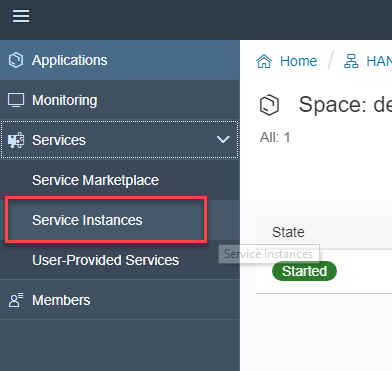 Applications
Monitoring
Services
Service Marketplace
Service Instances
User-Provided Services
Members
Home / HAN
Space: de
All: 1
State
Service Instances
Started